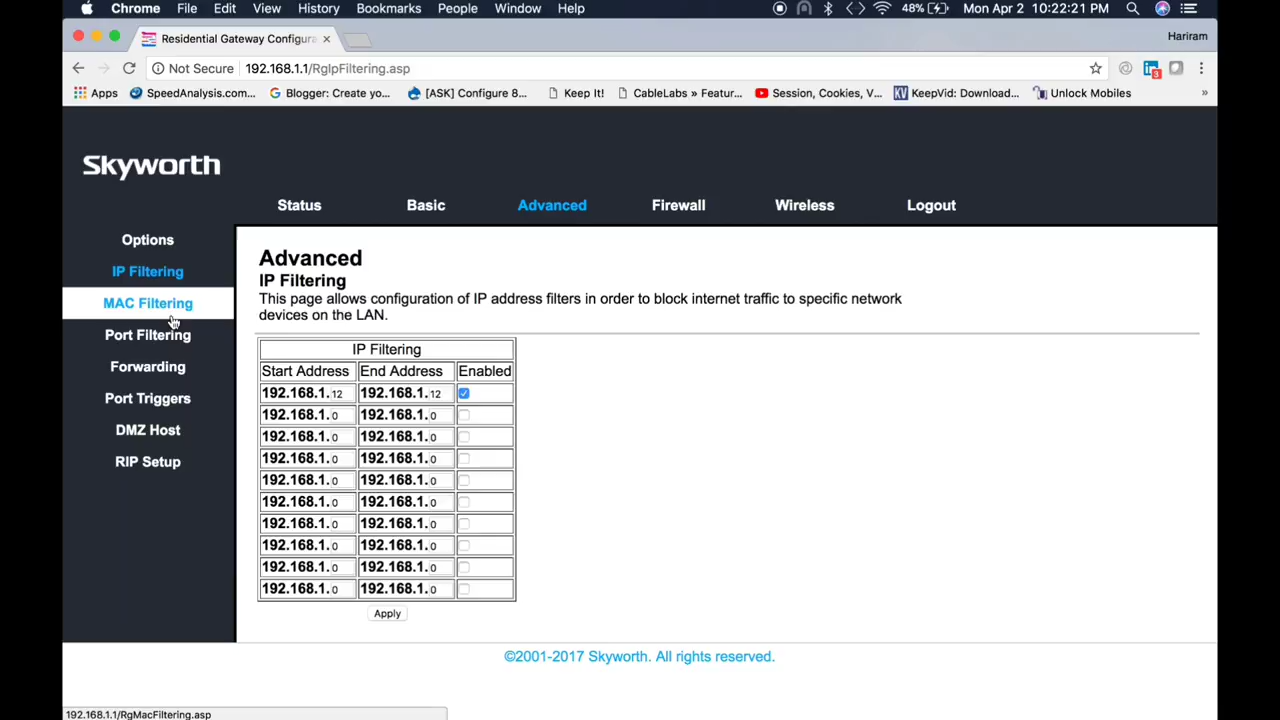 Chrome File Edit View History Bookmarks People Window Help 48% Mon Apr 2 10:22:21 PM
Residential Gateway Configura × Hariram
Not Secure 192.168.1.1/RgIpFiltering.asp 3
Apps SpeedAnalysis.com... Blogger: Create yo... [ASK] Configure 8... Keep It! CableLabs » Featur... Session, Cookies, V... KV KeepVid: Download... Unlock Mobiles »
Skyworth
Status Basic Advanced Firewall Wireless Logout
Options
IP Filtering
MAC Filtering
Port Filtering
Forwarding
Port Triggers
DMZ Host
RIP Setup
Advanced
IP Filtering
This page allows configuration of IP address filters in order to block internet traffic to specific network
devices on the LAN.
IP Filtering
Start Address End Address Enabled
192.168.1.12 192.168.1.12
192.168.1.0 192.168.1.0
192.168.1.0 192.168.1.0
192.168.1.0 192.168.1.0
192.168.1.0 192.168.1.0
192.168.1.0 192.168.1.0
192.168.1.0 192.168.1.0
192.168.1.0 192.168.1.0
192.168.1.0 192.168.1.0
192.168.1.0 192.168.1.0
Apply
©2001-2017 Skyworth. All rights reserved.
192.168.1.1/RgMacFiltering.asp